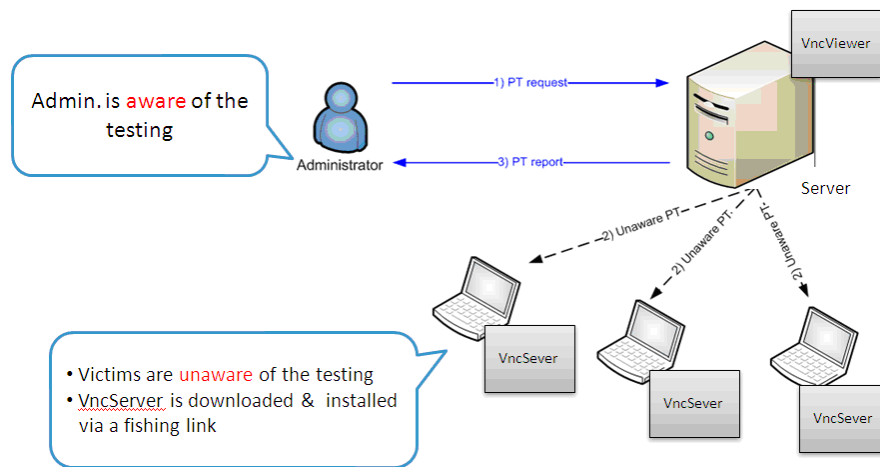 VncViewer
Admin. is aware of the
testing
1) PT request
Administrator
3) PT report
Server
2) Unaware PT
2) Unaware PT
2) Unaware PT
VncSever
VncSever
VncSever
• Victims are unaware of the testing
• VncServer is downloaded & installed
via a fishing link